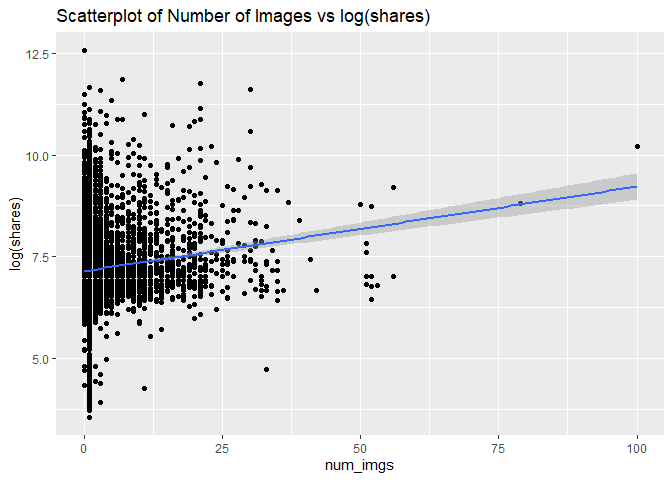 Scatterplot of Number of Images vs log(shares)
12.5
10.0
7.5
5.0
log(shares)
0 25 50 75 100
num_imgs